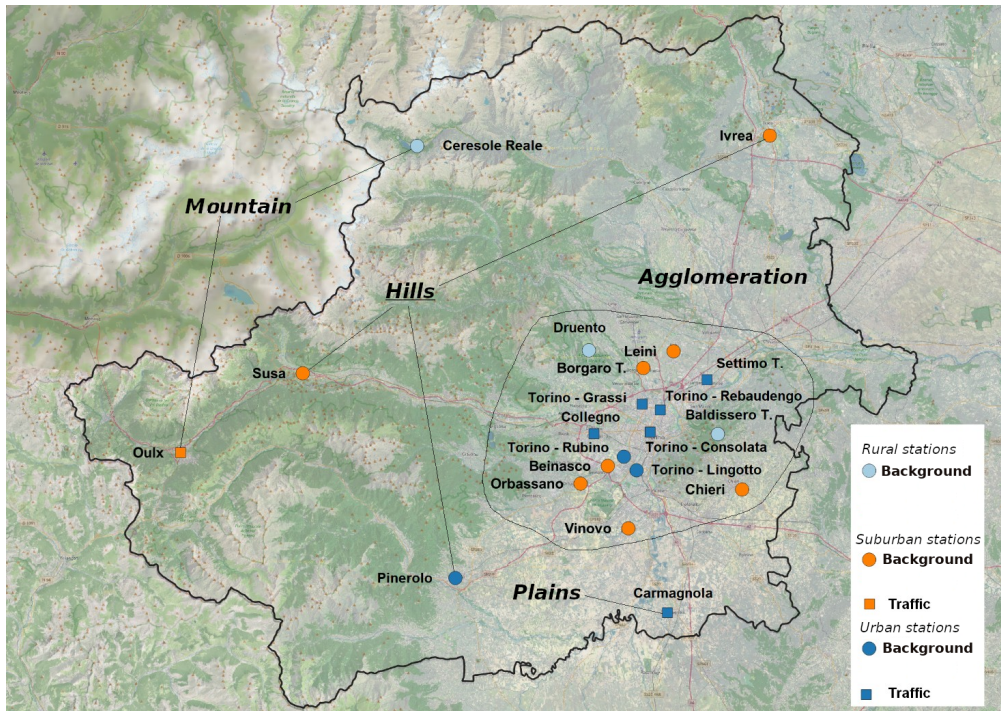 Ivrea
Ceresole Reale
Mountain
Agglomeration
Hills
Druento
Leinì
Borgaro T.
Settimo T.
Susa
Torino - Grassi
Torino - Rebaudengo
Collegno
Baldissero T.
Oulx
Torino - Rubino
Torino - Consolata
Beinasco
Torino - Lingotto
Orbassano
Chieri
Vinovo
Pinerolo
Plains
Carmagnola
Rural stations
Background
Suburban stations
Background
Traffic
Urban stations
Background
Traffic